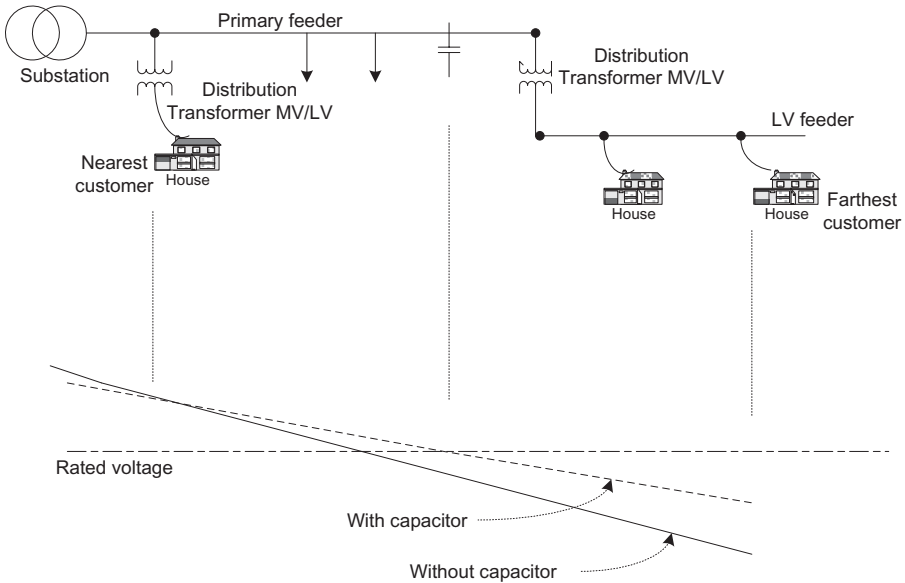 Primary feeder
Substation
Distribution
Transformer MV/LV
Distribution
Transformer MV/LV
LV feeder
Nearest
customer
House
House
House
Farthest
customer
Rated voltage
With capacitor
Without capacitor